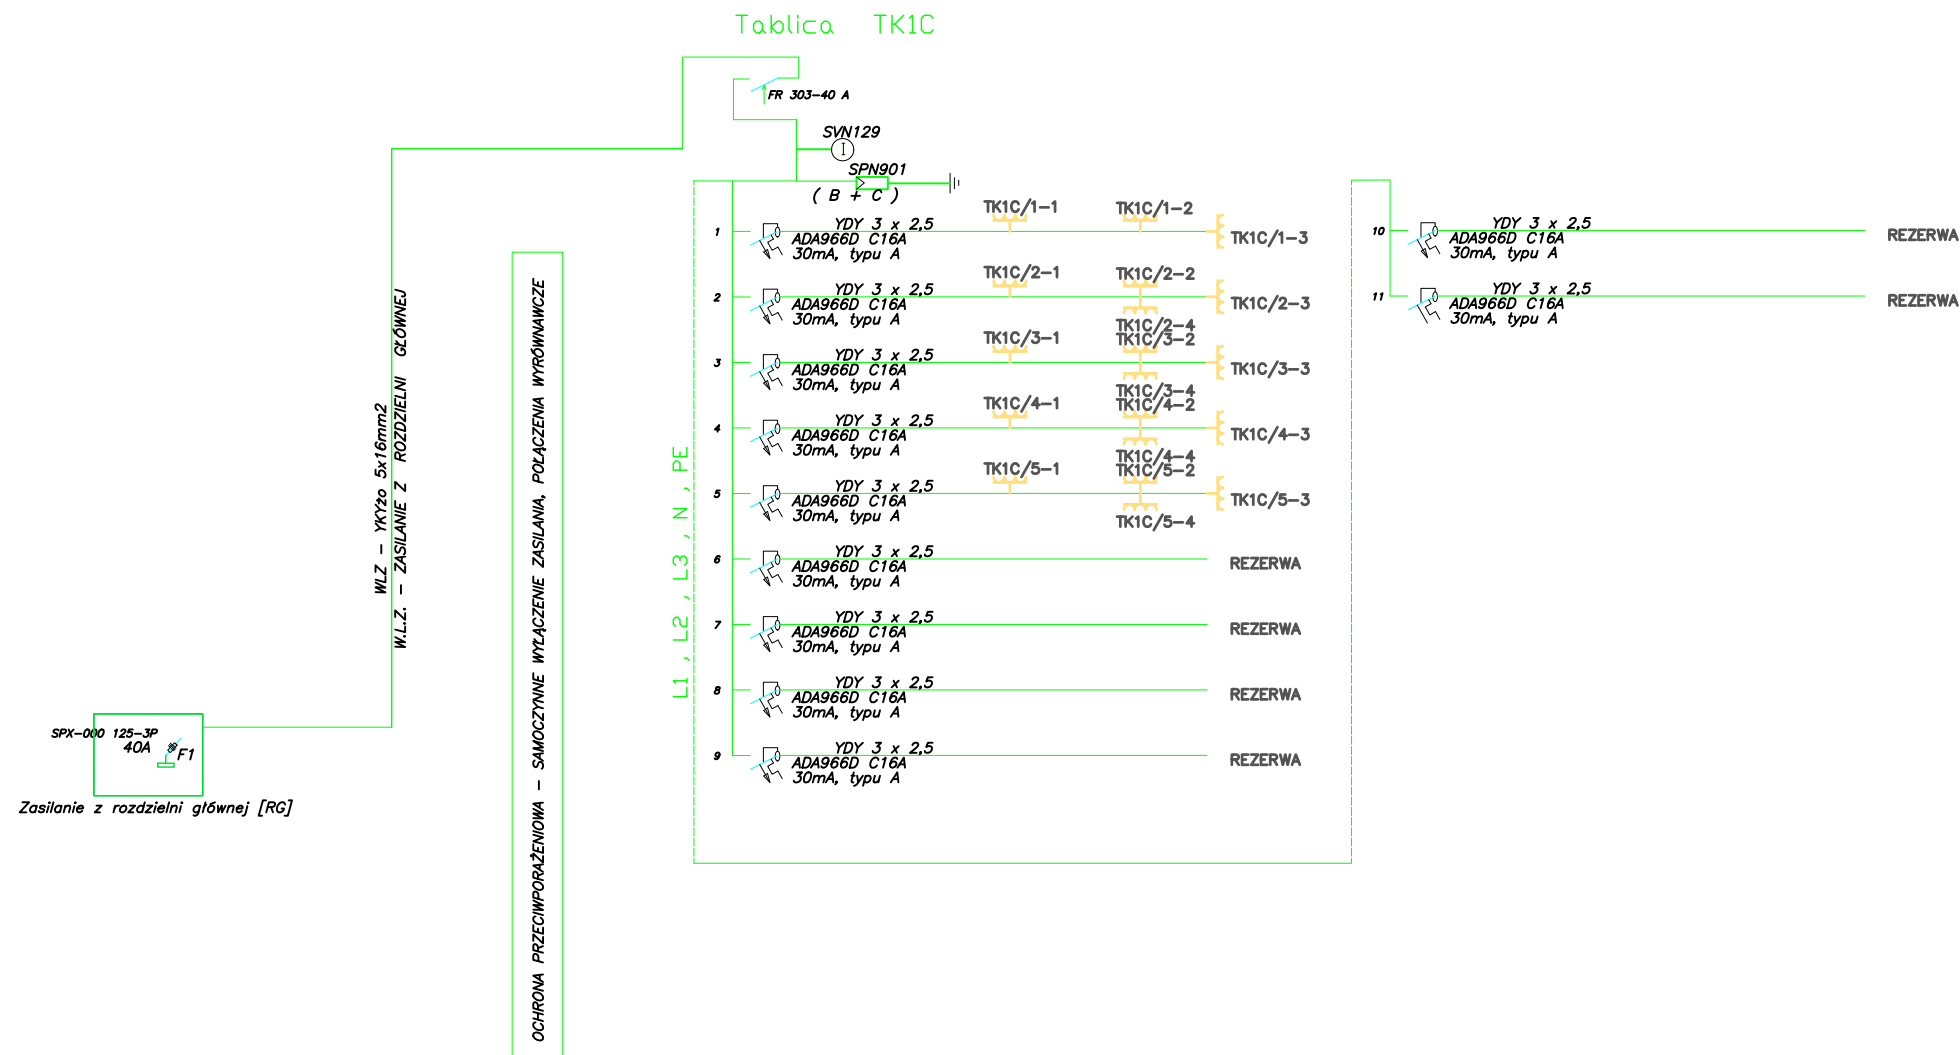 Tablica TK1C
FR 303-40 A
SVN129
SPN901
( B + C )
1
YDY 3 x 2,5
ADA966D C16A
30mA, typu A
TK1C/1-1
TK1C/1-2
TK1C/1-3
2
YDY 3 x 2,5
ADA966D C16A
30mA, typu A
TK1C/2-1
TK1C/2-2
TK1C/2-3
TK1C/2-4
3
YDY 3 x 2,5
ADA966D C16A
30mA, typu A
TK1C/3-1
TK1C/3-2
TK1C/3-3
TK1C/3-4
4
YDY 3 x 2,5
ADA966D C16A
30mA, typu A
TK1C/4-1
TK1C/4-2
TK1C/4-3
TK1C/4-4
5
YDY 3 x 2,5
ADA966D C16A
30mA, typu A
TK1C/5-1
TK1C/5-2
TK1C/5-3
TK1C/5-4
6
YDY 3 x 2,5
ADA966D C16A
30mA, typu A
REZERWA
7
YDY 3 x 2,5
ADA966D C16A
30mA, typu A
REZERWA
8
YDY 3 x 2,5
ADA966D C16A
30mA, typu A
REZERWA
9
YDY 3 x 2,5
ADA966D C16A
30mA, typu A
REZERWA
10
YDY 3 x 2,5
ADA966D C16A
30mA, typu A
REZERWA
11
YDY 3 x 2,5
ADA966D C16A
30mA, typu A
REZERWA
L1 , L2 , L3 , N , PE
OCHRONA PRZECIWPORAŻENIOWA - SAMOCZYNNE WYŁĄCZENIE ZASILANIA, POŁĄCZENIA WYRÓWNAWCZE
WLZ - YKYżo 5x16mm2
W.L.Z. - ZASILANIE Z ROZDZIELNI GŁÓWNEJ
SPX-000 125-3P
40A
F1
Zasilanie z rozdzielni głównej [RG]